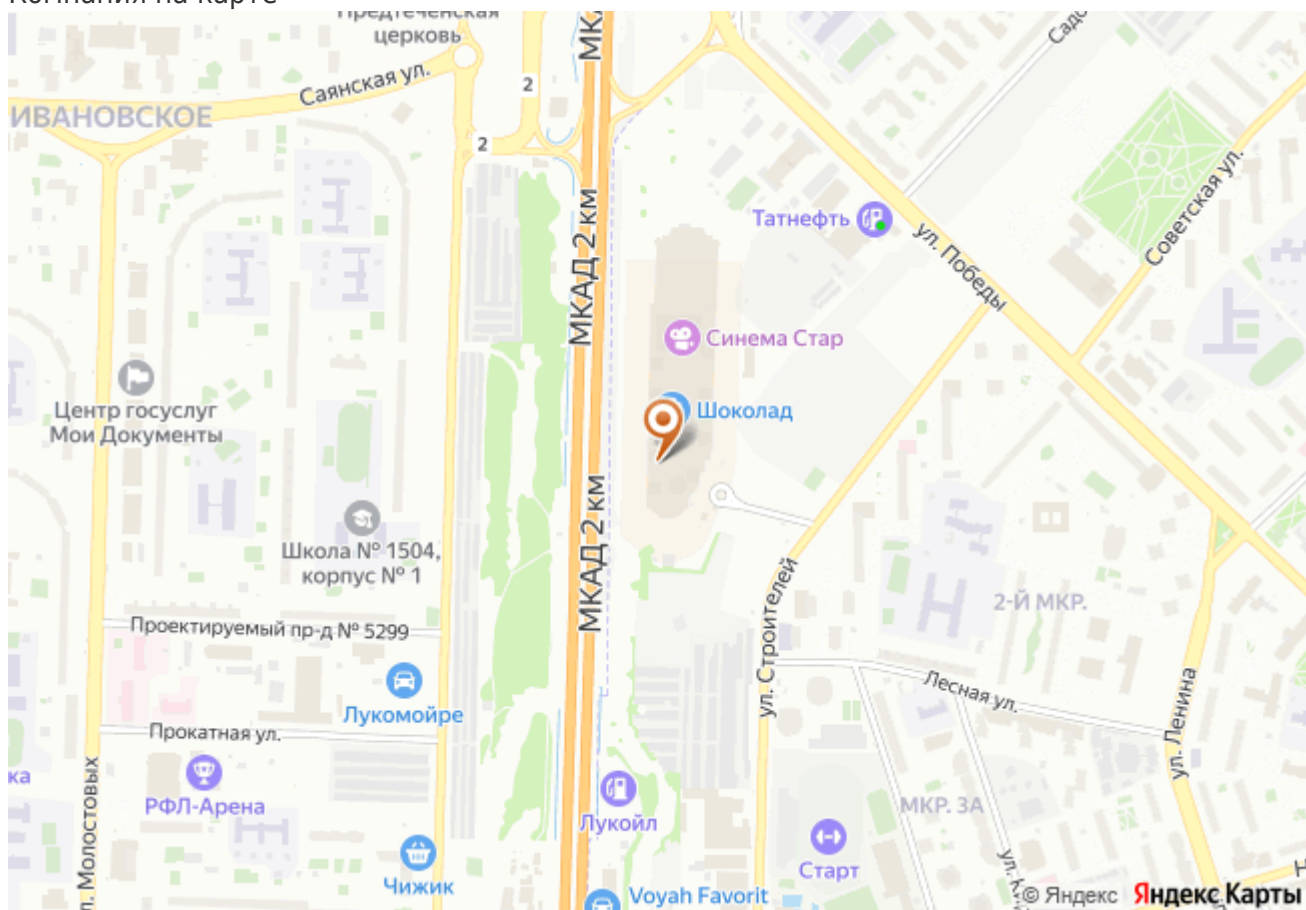 Компания на карте
Предтеченская
церковь
Саянская ул.
ИВАНОВСКОЕ
2
2
МКАД 2 км
Татнефть
ул. Победы
Советская ул.
Синема Стар
Шоколад
Центр госуслуг
Мои Документы
МКАД 2 км
Школа № 1504,
корпус № 1
2-Й МКР.
Проектируемый пр-д № 5299
ул. Строителей
Лесная ул.
Лукомойре
Прокатная ул.
ул. Ленина
РФЛ-Арена
Лукойл
МКР. 3А
Старт
Чижик
Voyah Favorit
© Яндекс Яндекс Карты